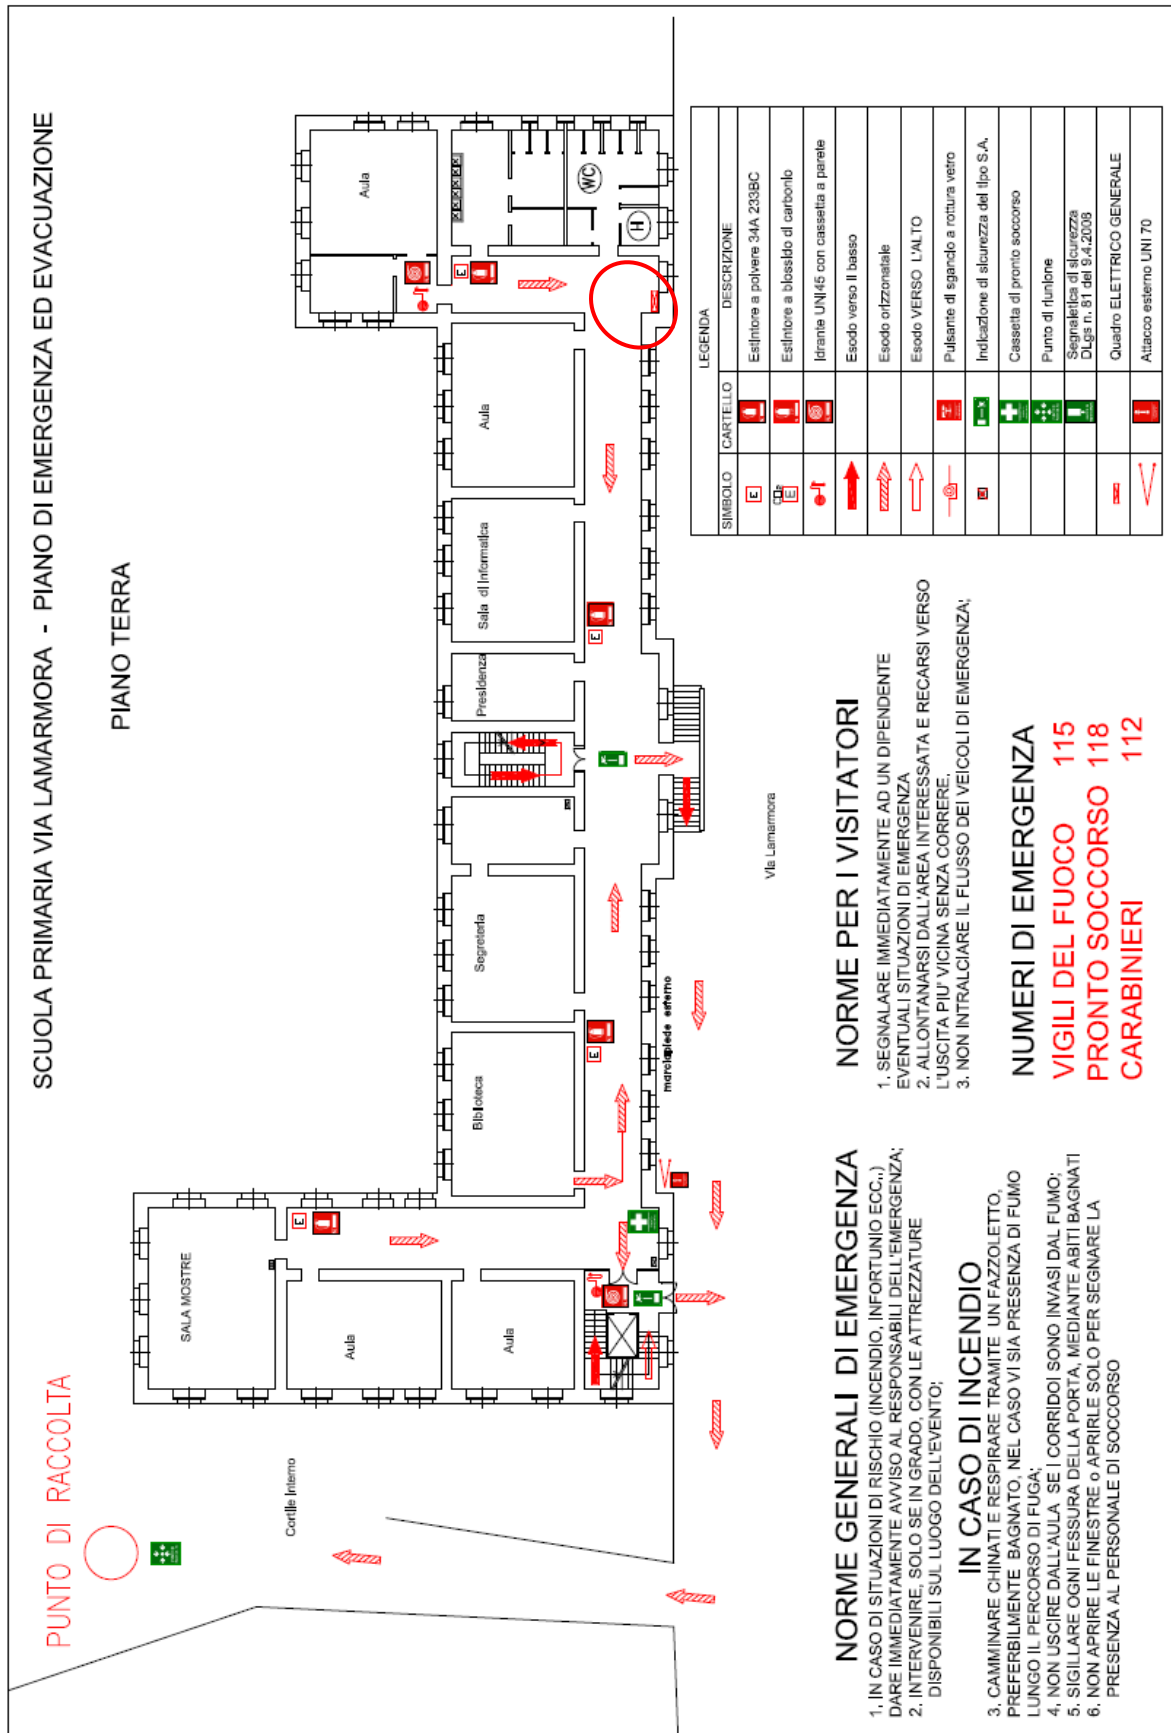 SCUOLA PRIMARIA VIA LAMARMORA - PIANO DI EMERGENZA ED EVACUAZIONE
PIANO TERRA
PUNTO DI RACCOLTA
Cortile Interno
SALA MOSTRE
Aula
Aula
Biblioteca
Segreteria
Presidenza
Sala di Informatica
Aula
Aula
WC
H
E
E
E
E
marciapiede esterno
Via Lamarmora
NORME GENERALI DI EMERGENZA
1. IN CASO DI SITUAZIONI DI RISCHIO (INCENDIO, INFORTUNIO ECC..)
DARE IMMEDIATAMENTE AVVISO AI RESPONSABILI DELL'EMERGENZA;
2. INTERVENIRE, SOLO SE IN GRADO, CON LE ATTREZZATURE
DISPONIBILI SUL LUOGO DELL'EVENTO;
IN CASO DI INCENDIO
3. CAMMINARE CHINATI E RESPIRARE TRAMITE UN FAZZOLETTO,
PREFERBILMENTE BAGNATO, NEL CASO VI SIA PRESENZA DI FUMO
LUNGO IL PERCORSO DI FUGA;
4. NON USCIRE DALL'AULA SE I CORRIDOI SONO INVASI DAL FUMO;
5. SIGILLARE OGNI FESSURA DELLA PORTA, MEDIANTE ABITI BAGNATI
6. NON APRIRE LE FINESTRE o APRIRLE SOLO PER SEGNARE LA
PRESENZA AL PERSONALE DI SOCCORSO
NORME PER I VISITATORI
1. SEGNALARE IMMEDIATAMENTE AD UN DIPENDENTE
EVENTUALI SITUAZIONI DI EMERGENZA
2. ALLONTANARSI DALL'AREA INTERESSATA E RECARSI VERSO
L'USCITA PIU' VICINA SENZA CORRERE.
3. NON INTRALCIARE IL FLUSSO DEI VEICOLI DI EMERGENZA;
NUMERI DI EMERGENZA
VIGILI DEL FUOCO 115
PRONTO SOCCORSO 118
CARABINIERI 112
LEGENDA
SIMBOLO CARTELLO DESCRIZIONE
E Estintore a polvere 34A 233BC
CO2 E Estintore a biossido di carbonio
Idrante UNI45 con cassetta a parete
Esodo verso il basso
Esodo orizzonatale
Esodo VERSO L'ALTO
Pulsante di sgancio a rottura vetro
Indicazione di sicurezza del tipo S.A.
Cassetta di pronto soccorso
Punto di riunione
Segnaletica di sicurezza
DLgs n. 81 del 9.4.2008
Quadro ELETTRICO GENERALE
Attacco esterno UNI 70